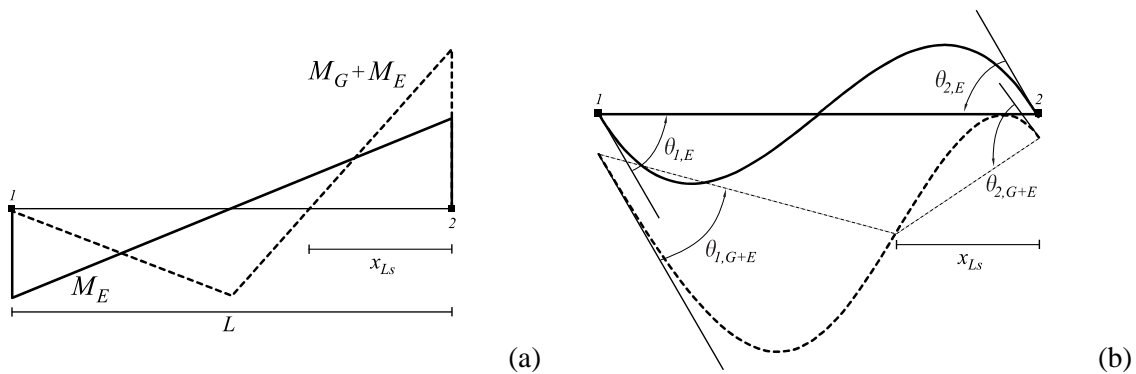 M_G+M_E
1
2
x_Ls
M_E
L
(a)
1
2
θ_2,E
θ_1,E
θ_2,G+E
θ_1,G+E
x_Ls
(b)